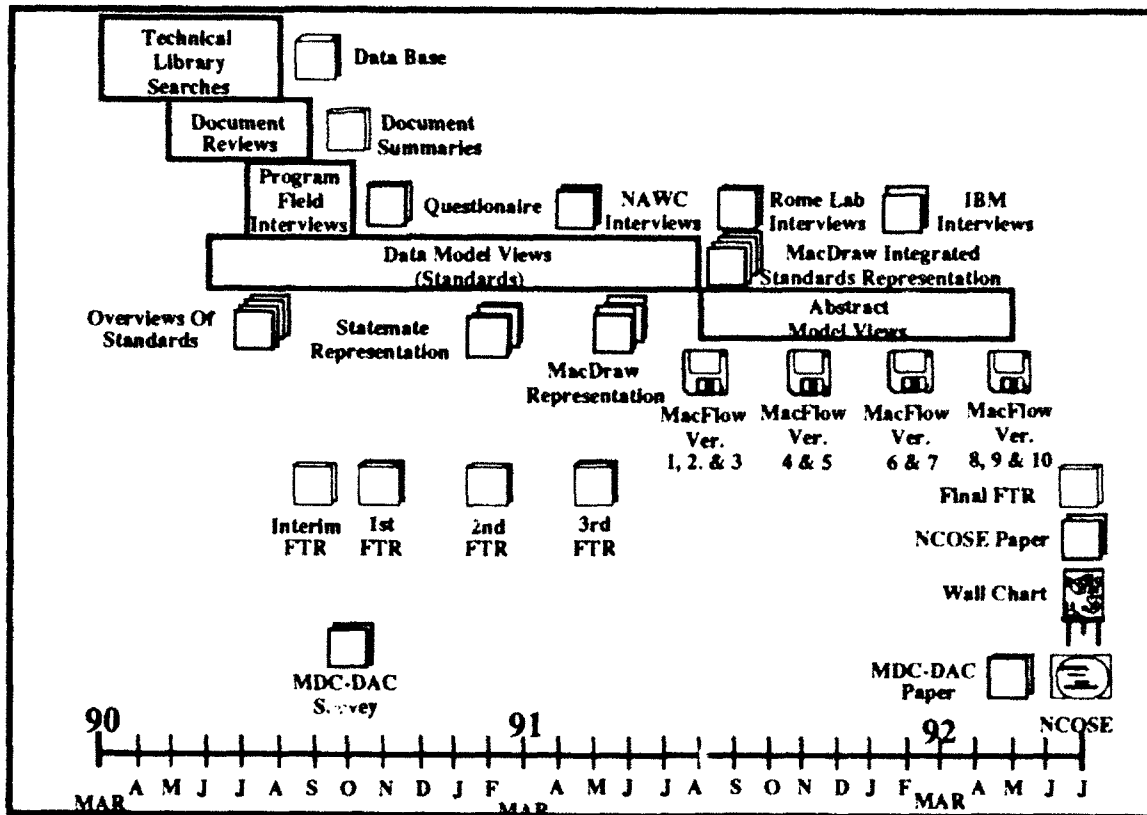 Technical
Library
Searches
Data Base
Document
Reviews
Document
Summaries
Program
Field
Interviews
Questionaire
NAWC
Interviews
Rome Lab
Interviews
IBM
Interviews
Data Model Views
(Standards)
MacDraw Integrated
Standards Representation
Abstract
Model Views
Overviews Of
Standards
Statemate
Representation
MacDraw
Representation
MacFlow
Ver.
1, 2. & 3
MacFlow
Ver.
4 & 5
MacFlow
Ver.
6 & 7
MacFlow
Ver.
8, 9 & 10
Interim
FTR
1st
FTR
2nd
FTR
3rd
FTR
Final FTR
NCOSE Paper
Wall Chart
MDC-DAC
MDC-DAC
Paper
NCOSE
90 91 92
MAR A M J J A S O N D J F MAR A M J J A S O N D J F MAR A M J J